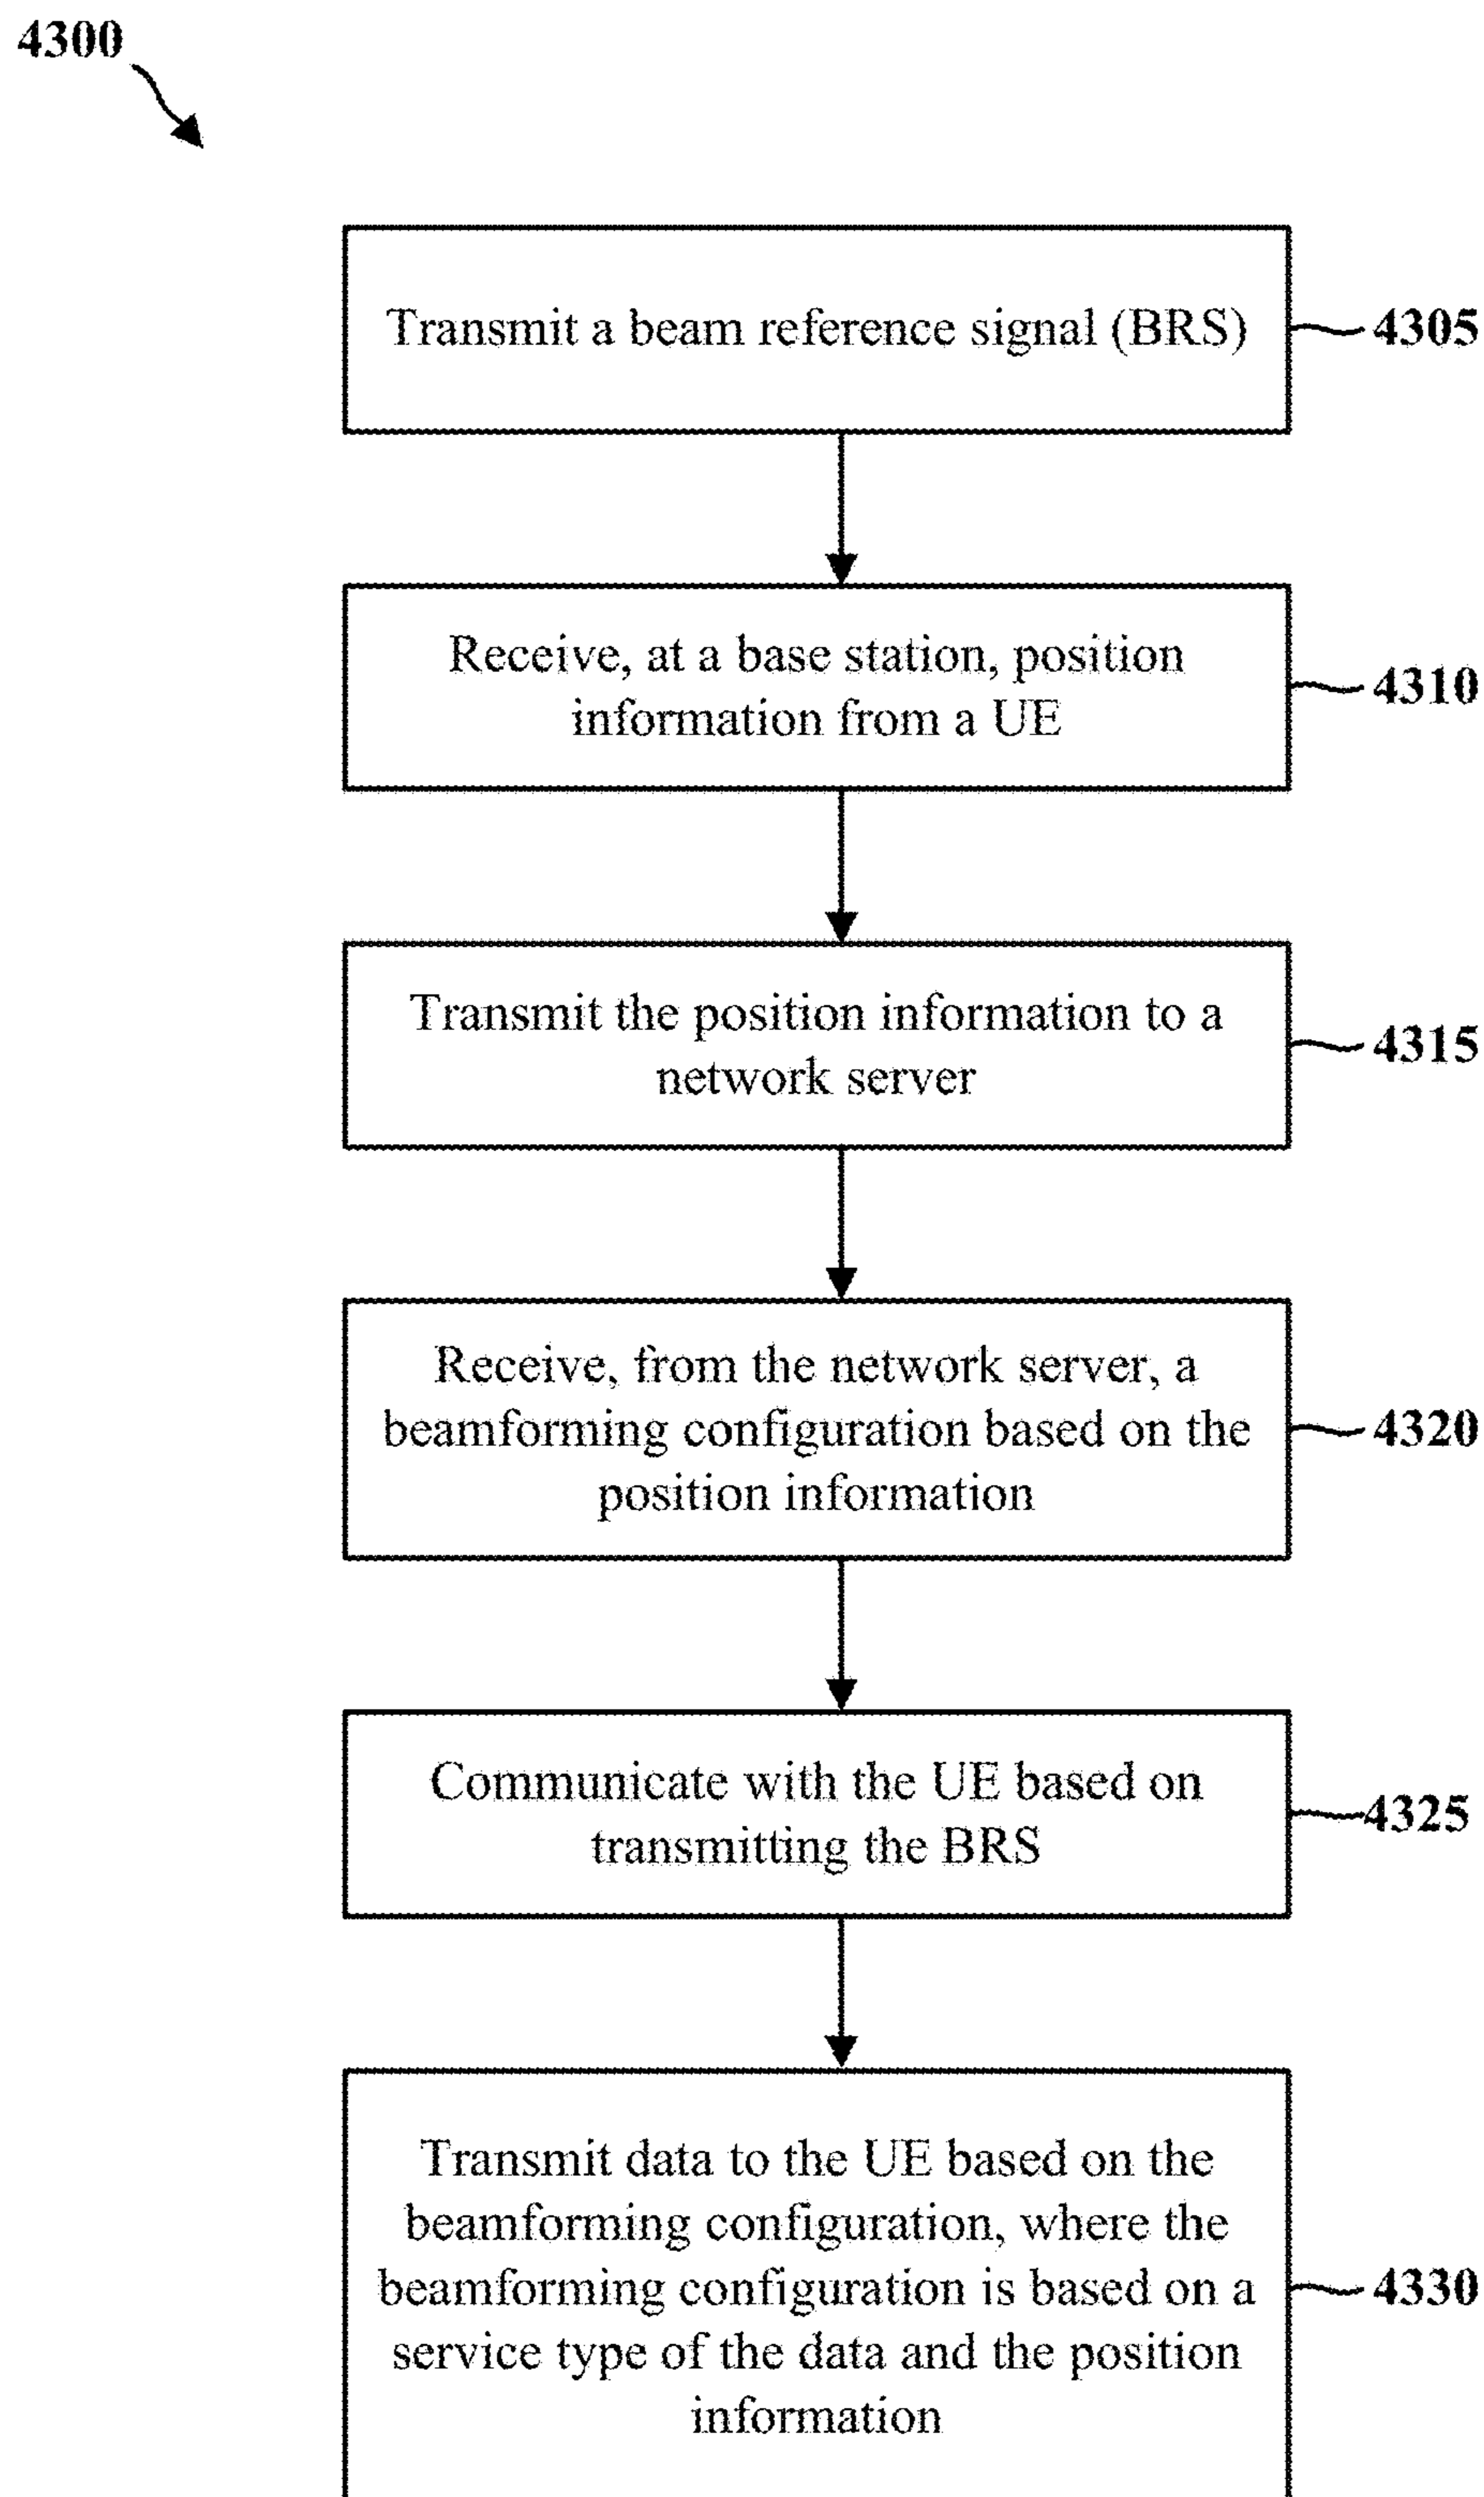 4300
Transmit a beam reference signal (BRS)
4305
Receive, at a base station, position
information from a UE
4310
Transmit the position information to a
network server
4315
Receive, from the network server, a
beamforming configuration based on the
position information
4320
Communicate with the UE based on
transmitting the BRS
4325
Transmit data to the UE based on the
beamforming configuration, where the
beamforming configuration is based on a
service type of the data and the position
information
4330